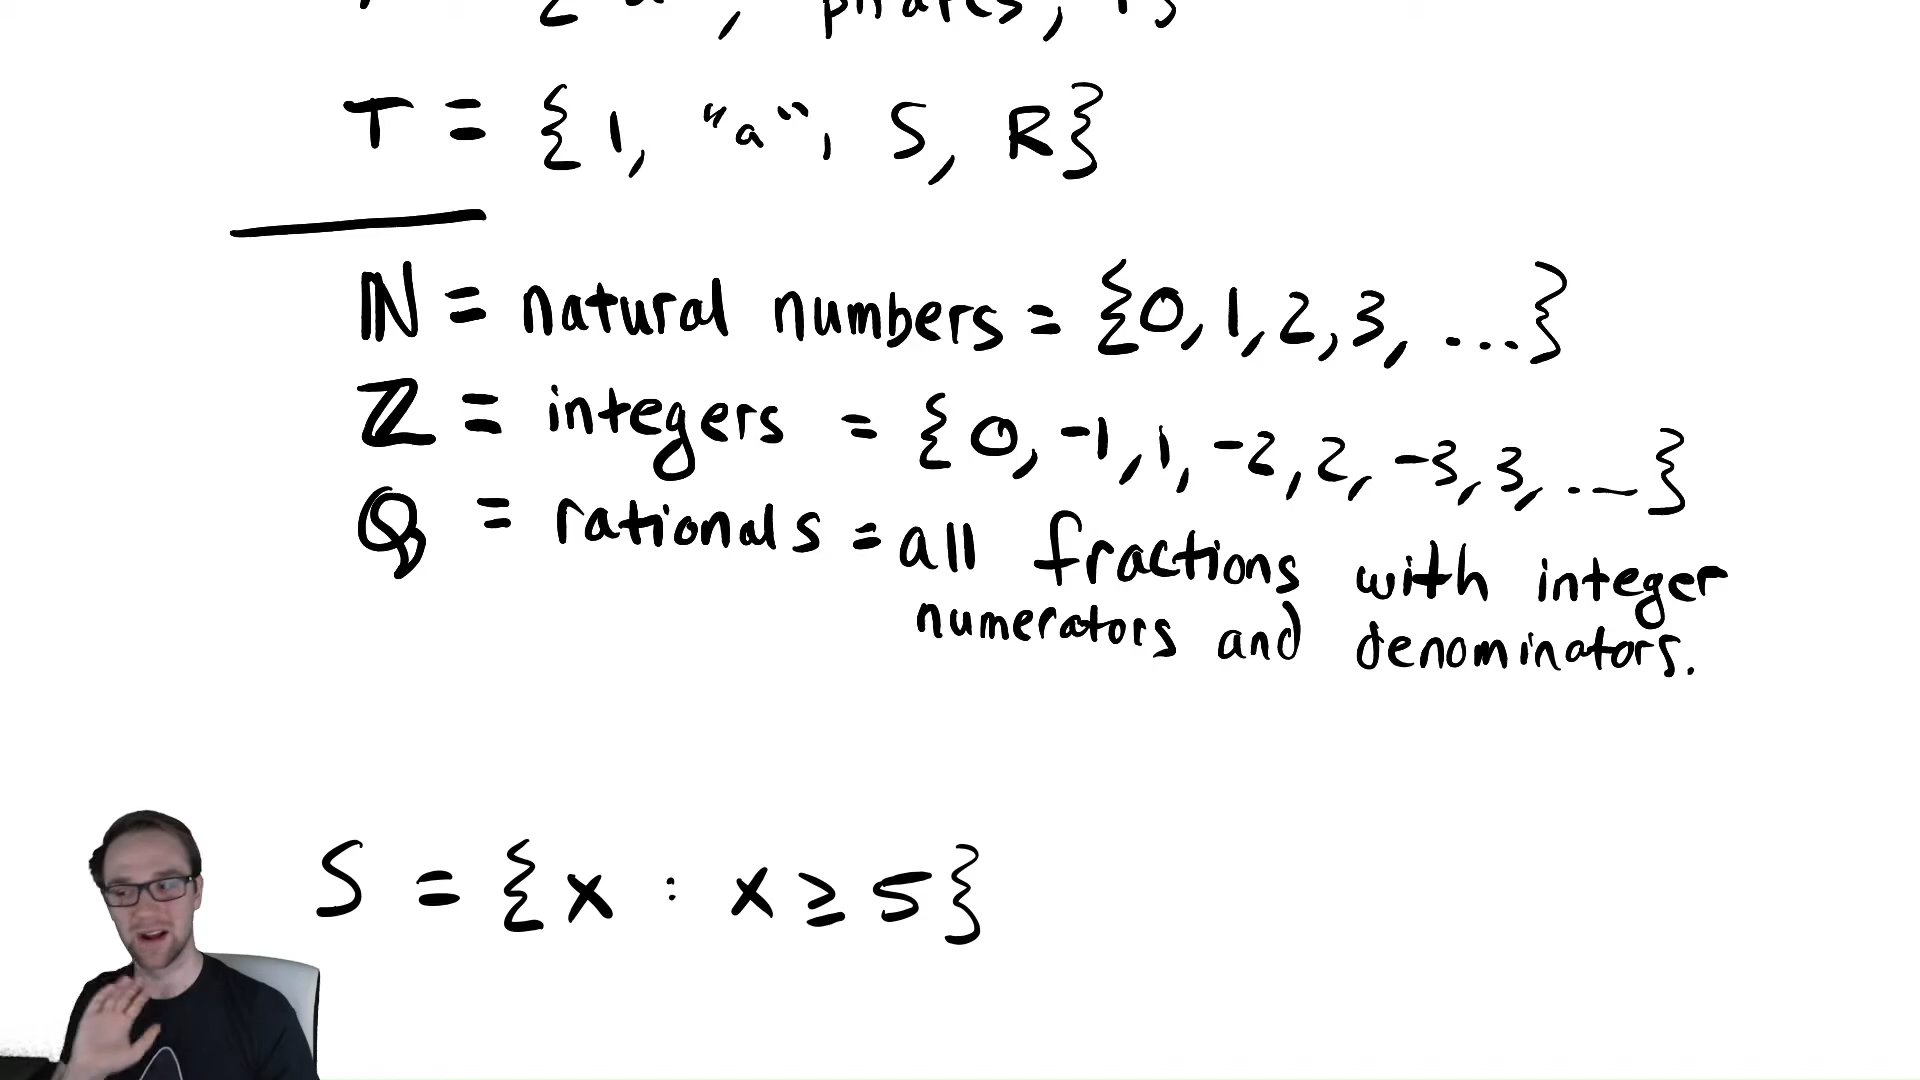 T = {1, "a", S, R}
ℕ = natural numbers = {0, 1, 2, 3, ...}
ℤ = integers = {0, -1, 1, -2, 2, -3, 3, ...}
ℚ = rationals = all fractions with integer
numerators and denominators.
S = {x : x ≥ 5}